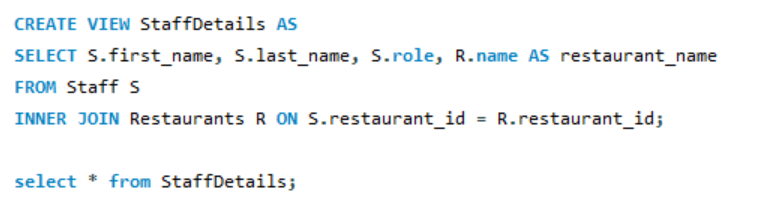 CREATE VIEW StaffDetails AS
SELECT S.first_name, S.last_name, S.role, R.name AS restaurant_name
FROM Staff S
INNER JOIN Restaurants R ON S.restaurant_id = R.restaurant_id;
select * from StaffDetails;